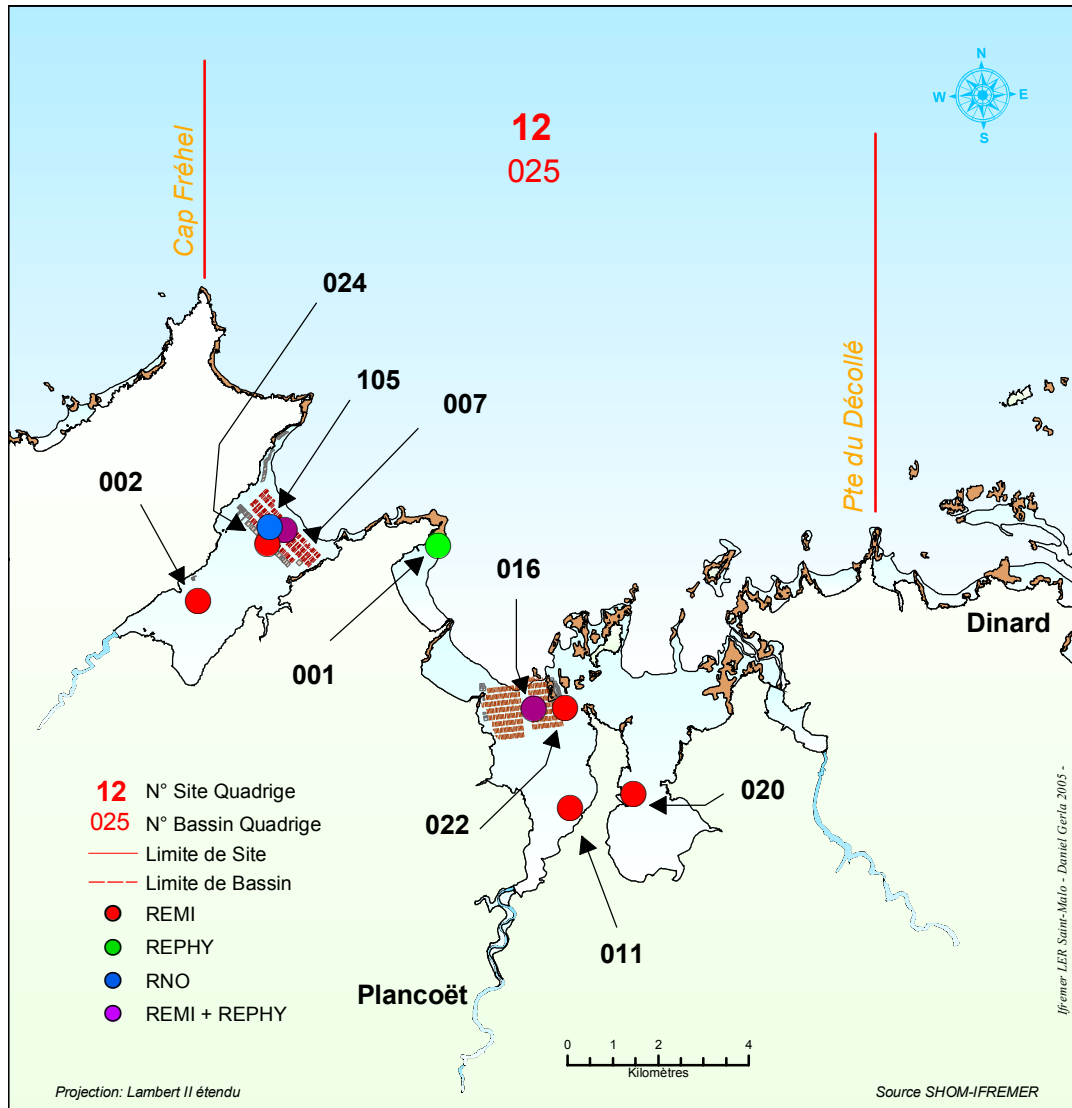 N
W
E
S
12
025
Cap Fréhel
Pte du Décollé
024
105
007
002
016
001
Dinard
022
020
011
Plancoët
12 N° Site Quadrige
025 N° Bassin Quadrige
Limite de Site
Limite de Bassin
REMI
REPHY
RNO
REMI + REPHY
0 1 2 4
Kilomètres
Projection: Lambert II étendu
Source SHOM-IFREMER
Ifremer LER Saint-Malo - Daniel Gerla 2005 -